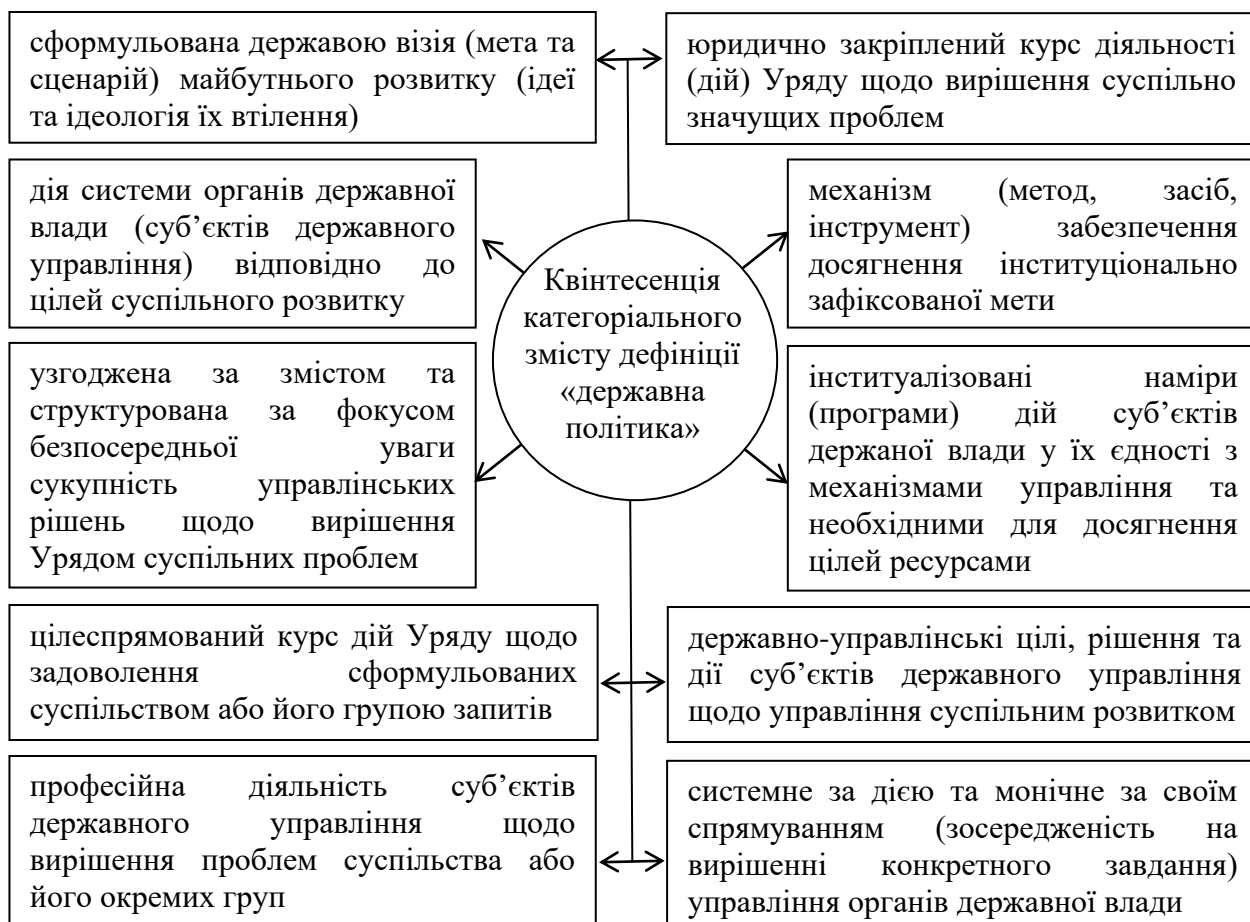 сформульована державою візія (мета та
сценарій) майбутнього розвитку (ідеї
та ідеологія їх втілення)
юридично закріплений курс діяльності
(дій) Уряду щодо вирішення суспільно
значущих проблем
дія системи органів державної
влади (суб’єктів державного
управління) відповідно до
цілей суспільного розвитку
механізм (метод, засіб,
інструмент) забезпечення
досягнення інституціонально
зафіксованої мети
Квінтесенція
категоріального
змісту дефініції
«державна
політика»
узгоджена за змістом та
структурована за фокусом
безпосередньої уваги
сукупність управлінських
рішень щодо вирішення
Урядом суспільних проблем
інституалізовані наміри
(програми) дій суб’єктів
держаної влади у їх єдності з
механізмами управління та
необхідними для досягнення
цілей ресурсами
цілеспрямований курс дій Уряду щодо
задоволення сформульованих
суспільством або його групою запитів
державно-управлінські цілі, рішення та
дії суб’єктів державного управління
щодо управління суспільним розвитком
професійна діяльність суб’єктів
державного управління щодо
вирішення проблем суспільства або
його окремих груп
системне за дією та монічне за своїм
спрямуванням (зосередженість на
вирішенні конкретного завдання)
управління органів державної влади